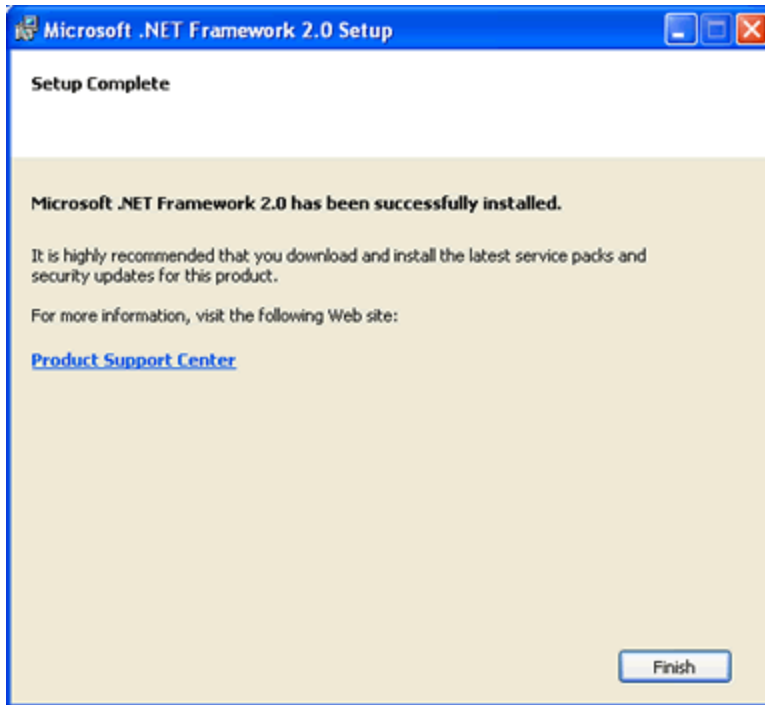 Microsoft .NET Framework 2.0 Setup
Setup Complete
Microsoft .NET Framework 2.0 has been successfully installed.
It is highly recommended that you download and install the latest service packs and
security updates for this product.
For more information, visit the following Web site:
Product Support Center
Finish